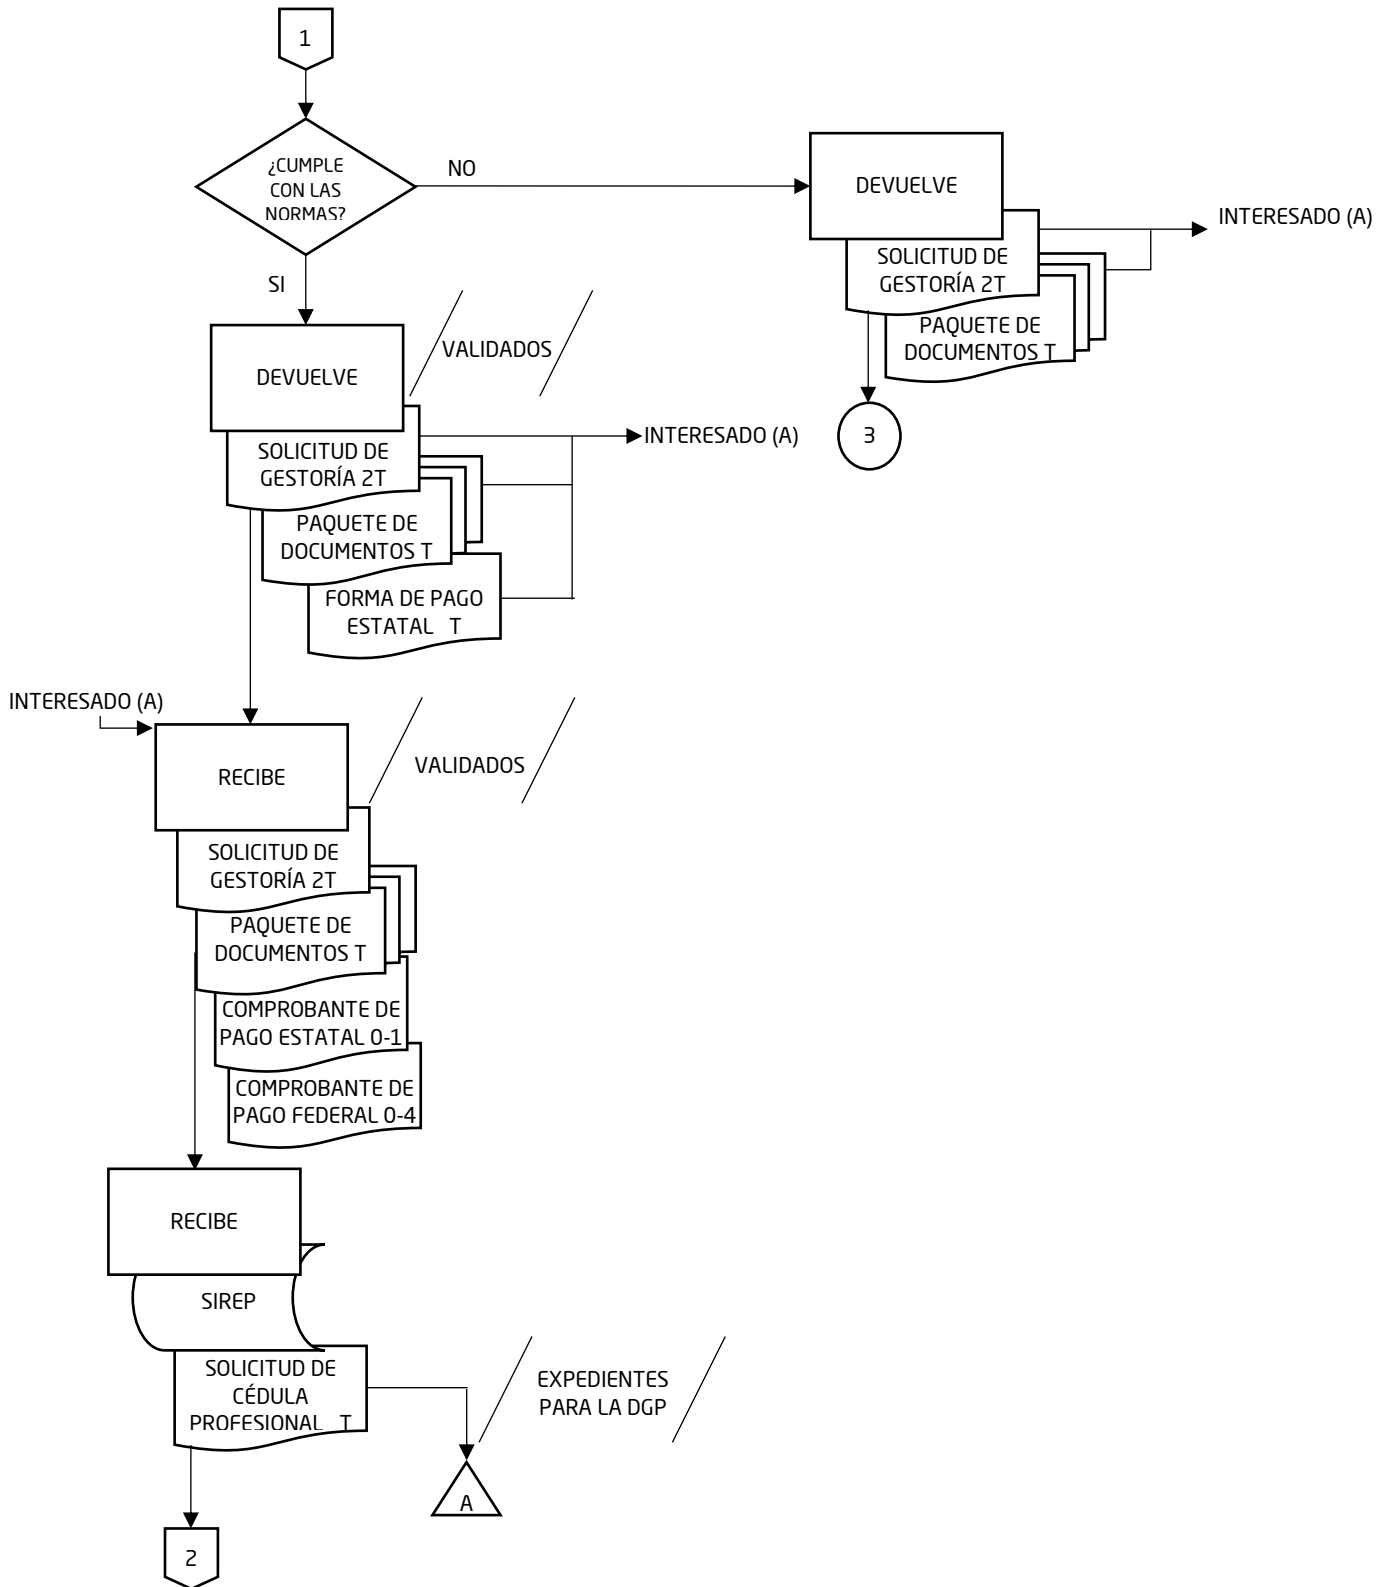 1
¿CUMPLE
CON LAS
NORMAS?
NO
DEVUELVE
INTERESADO (A)
SOLICITUD DE
GESTORÍA 2T
PAQUETE DE
DOCUMENTOS T
3
SI
DEVUELVE
VALIDADOS
INTERESADO (A)
SOLICITUD DE
GESTORÍA 2T
PAQUETE DE
DOCUMENTOS T
FORMA DE PAGO
ESTATAL T
INTERESADO (A)
RECIBE
VALIDADOS
SOLICITUD DE
GESTORÍA 2T
PAQUETE DE
DOCUMENTOS T
COMPROBANTE DE
PAGO ESTATAL 0-1
COMPROBANTE DE
PAGO FEDERAL 0-4
RECIBE
SIREP
SOLICITUD DE
CÉDULA
PROFESIONAL T
EXPEDIENTES
PARA LA DGP
A
2